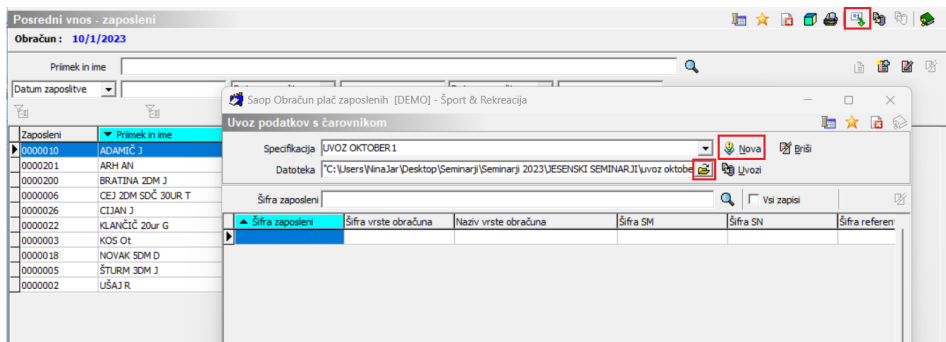 Posredni vnos - zaposleni
Obračun : 10/1/2023
Priimek in ime
Datum zaposlitve
Zaposleni Priimek in ime
0000010 ADAMIČ J
0000201 ARH AN
0000200 BRATINA 2DM J
0000006 CEJ 2DM SDČ 30UR T
0000026 CIJAN J
0000022 KLANČIČ 20ur G
0000003 KOS Ot
0000018 NOVAK 5DM D
0000005 ŠTURM 3DM J
0000002 UŠAJ R
Saop Obračun plač zaposlenih [DEMO] - Šport & Rekreacija
Uvoz podatkov s čarovnikom
Specifikacija UVOZ OKTOBER1 Nova Briši
Datoteka "C:\Users\NinaJar\Desktop\Seminarji\Seminarji 2023\JESENSKI SEMINARJI\uvoz oktobe Uvozi
Šifra zaposleni Vsi zapisi
Šifra zaposleni Šifra vrste obračuna Naziv vrste obračuna Šifra SM Šifra SN Šifra referen